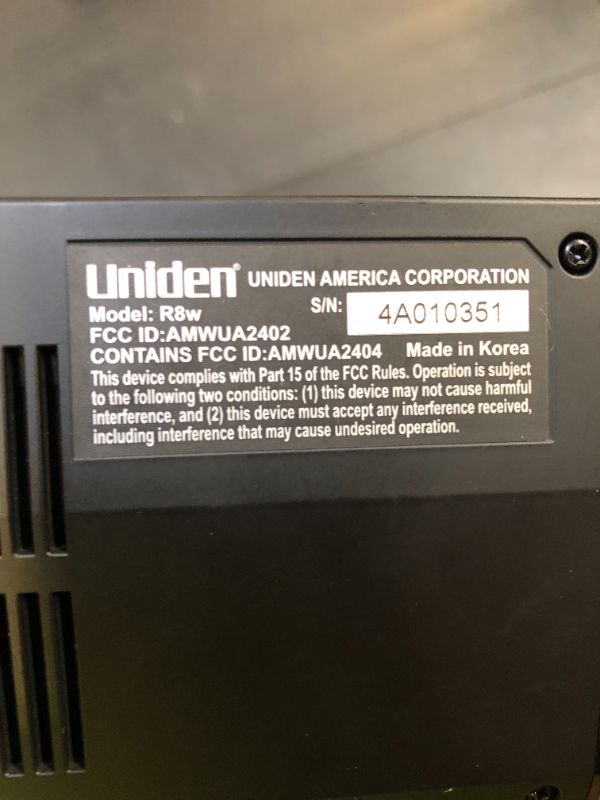 Uniden® UNIDEN AMERICA CORPORATION
Model: R8w S/N: 4A010351
FCC ID:AMWUA2402
CONTAINS FCC ID:AMWUA2404 Made in Korea
This device complies with Part 15 of the FCC Rules. Operation is subject
to the following two conditions: (1) this device may not cause harmful
interference, and (2) this device must accept any interference received,
including interference that may cause undesired operation.